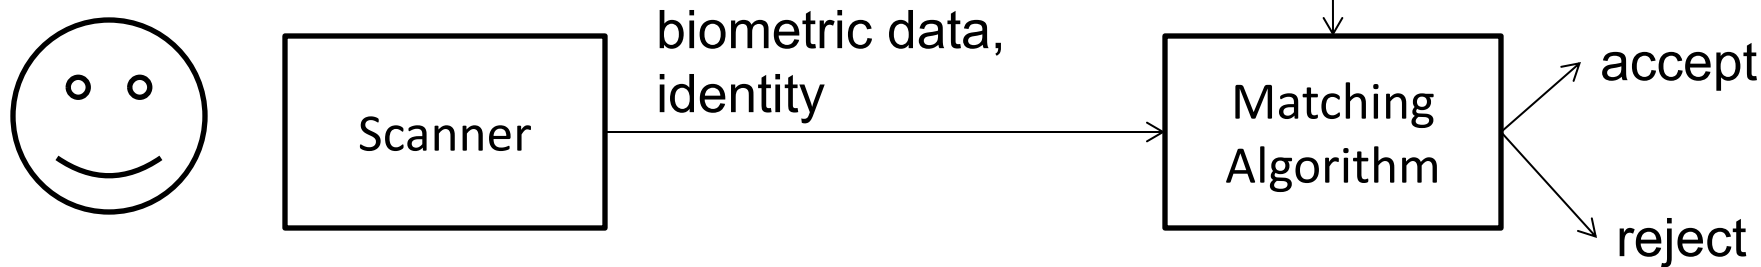 Scanner
biometric data,
identity
Matching
Algorithm
accept
reject